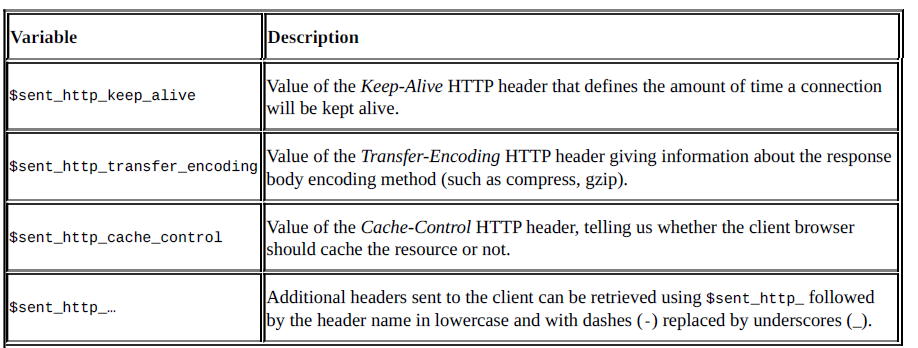 Variable Description
$sent_http_keep_alive Value of the Keep-Alive HTTP header that defines the amount of time a connection
will be kept alive.
$sent_http_transfer_encoding Value of the Transfer-Encoding HTTP header giving information about the response
body encoding method (such as compress, gzip).
$sent_http_cache_control Value of the Cache-Control HTTP header, telling us whether the client browser
should cache the resource or not.
$sent_http_… Additional headers sent to the client can be retrieved using $sent_http_ followed
by the header name in lowercase and with dashes (-) replaced by underscores (_).